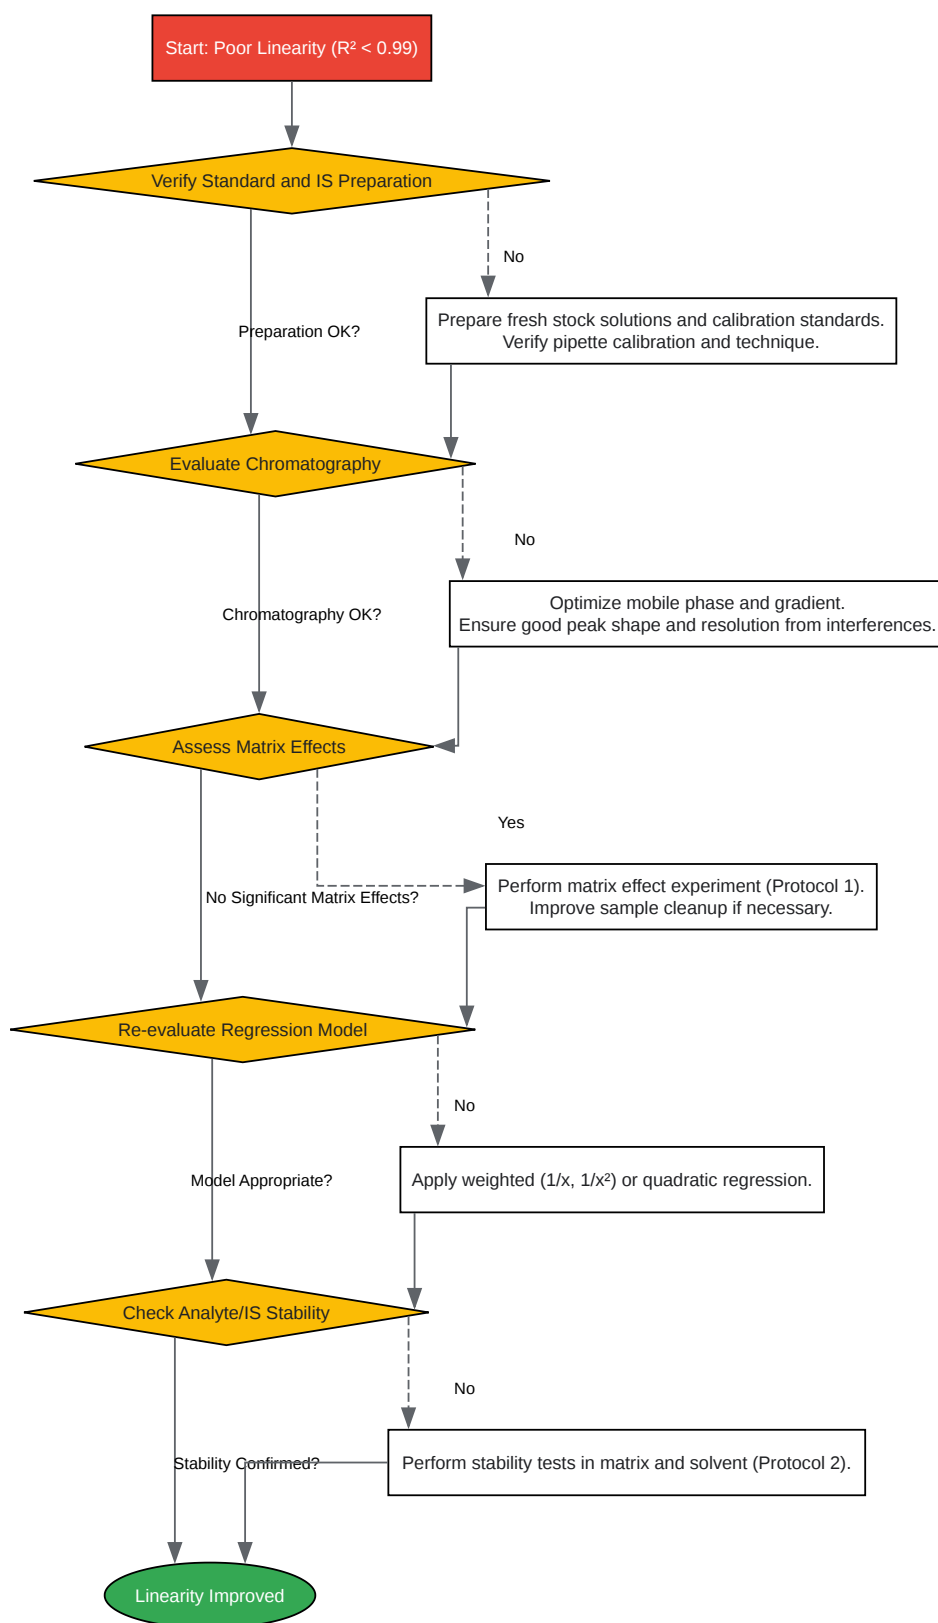 Start: Poor Linearity (R² < 0.99)
Verify Standard and IS Preparation
No
Preparation OK?
Prepare fresh stock solutions and calibration standards.
Verify pipette calibration and technique.
Evaluate Chromatography
No
Chromatography OK?
Optimize mobile phase and gradient.
Ensure good peak shape and resolution from interferences.
Assess Matrix Effects
Yes
No Significant Matrix Effects?
Perform matrix effect experiment (Protocol 1).
Improve sample cleanup if necessary.
Re-evaluate Regression Model
No
Model Appropriate?
Apply weighted (1/x, 1/x²) or quadratic regression.
Check Analyte/IS Stability
No
Stability Confirmed?
Perform stability tests in matrix and solvent (Protocol 2).
Linearity Improved